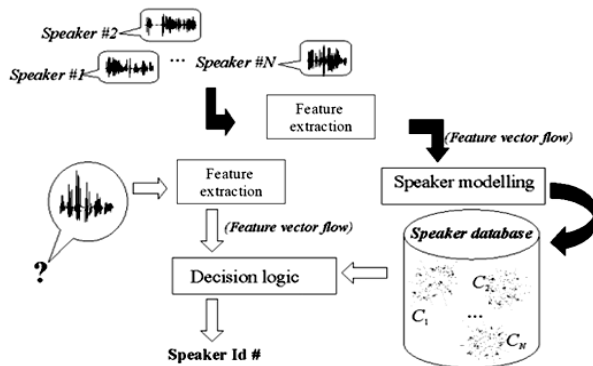 Speaker #2
Speaker #1
... Speaker #N
Feature
extraction
(Feature vector flow)
Feature
extraction
Speaker modelling
?
(Feature vector flow)
Speaker database
Decision logic
C1
C2
...
CN
Speaker Id #